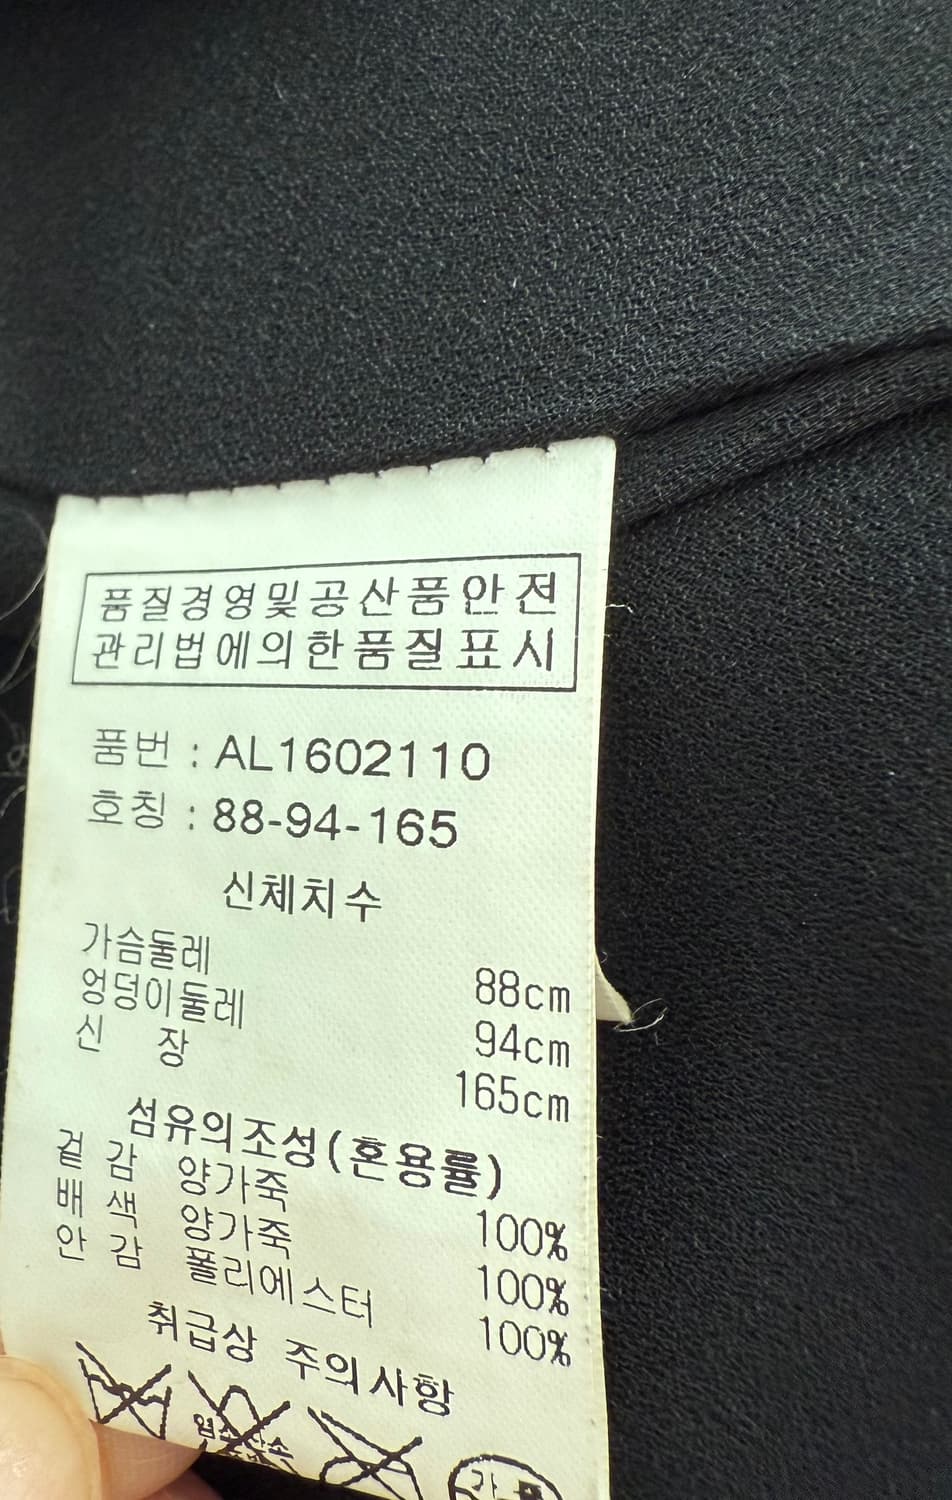 품질경영및공산품안전
관리법에의한품질표시
품번 : AL1602110
호칭 : 88-94-165
신체치수
가슴둘레 88cm
엉덩이둘레 94cm
신 장 165cm
섬유의조성(혼용률)
겉 감 양가죽 100%
배 색 양가죽 100%
안 감 폴리에스터 100%
취급상 주의사항